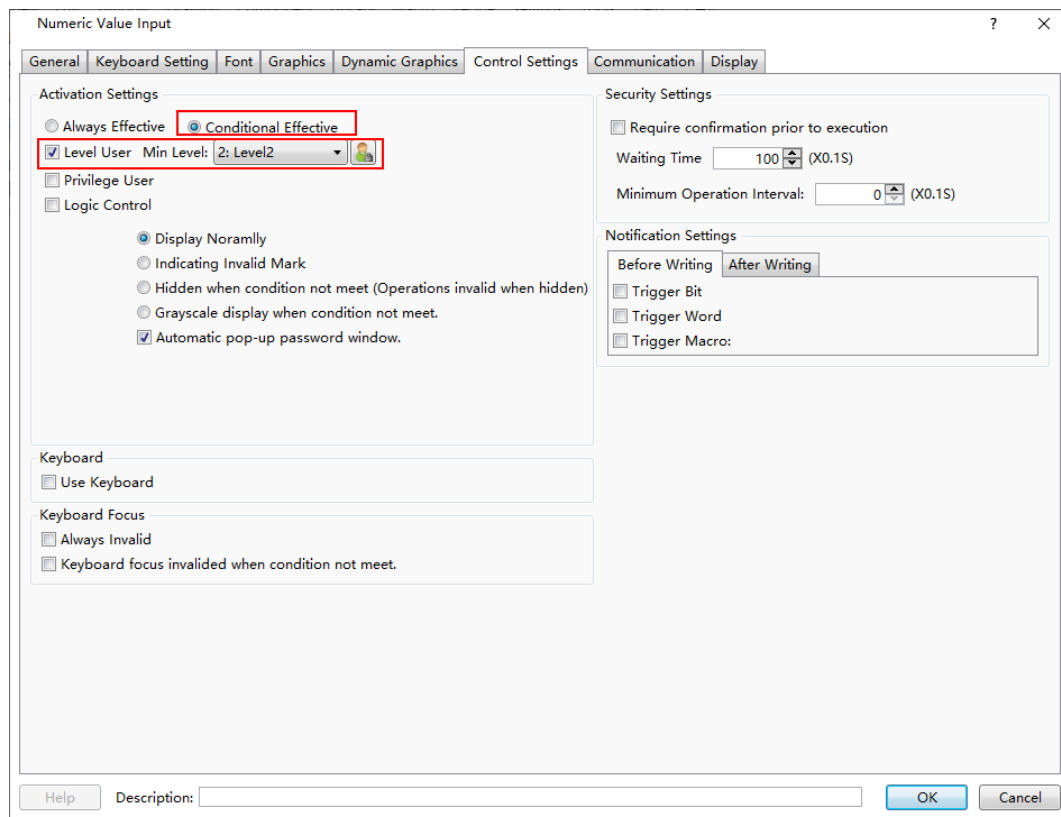 Numeric Value Input
?
General Keyboard Setting Font Graphics Dynamic Graphics Control Settings Communication Display
Activation Settings
Always Effective Conditional Effective
Level User Min Level: 2: Level2
Privilege User
Logic Control
Display Noramlly
Indicating Invalid Mark
Hidden when condition not meet (Operations invalid when hidden)
Grayscale display when condition not meet.
Automatic pop-up password window.
Keyboard
Use Keyboard
Keyboard Focus
Always Invalid
Keyboard focus invalided when condition not meet.
Security Settings
Require confirmation prior to execution
Waiting Time 100 (X0.1S)
Minimum Operation Interval: 0 (X0.1S)
Notification Settings
Before Writing After Writing
Trigger Bit
Trigger Word
Trigger Macro:
Help Description: OK Cancel